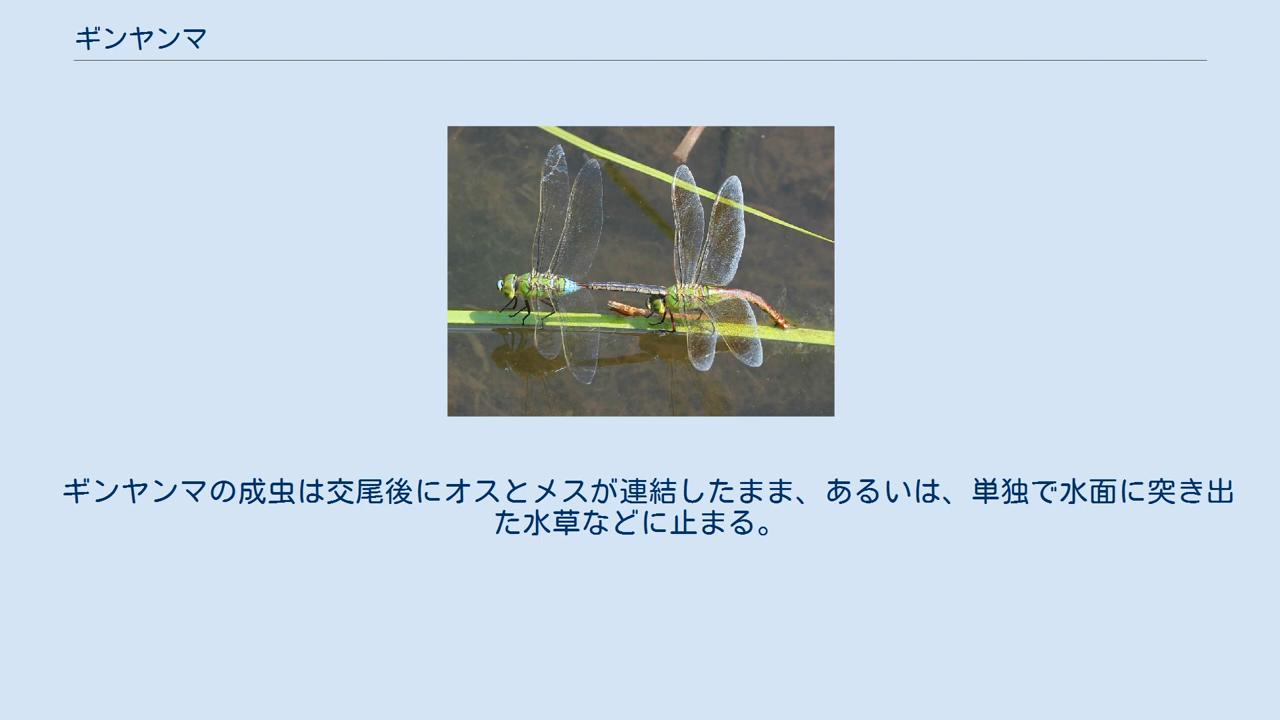 ギンヤンマ
ギンヤンマの成虫は交尾後にオスとメスが連結したまま、あるいは、単独で水面に突き出
た水草などに止まる。